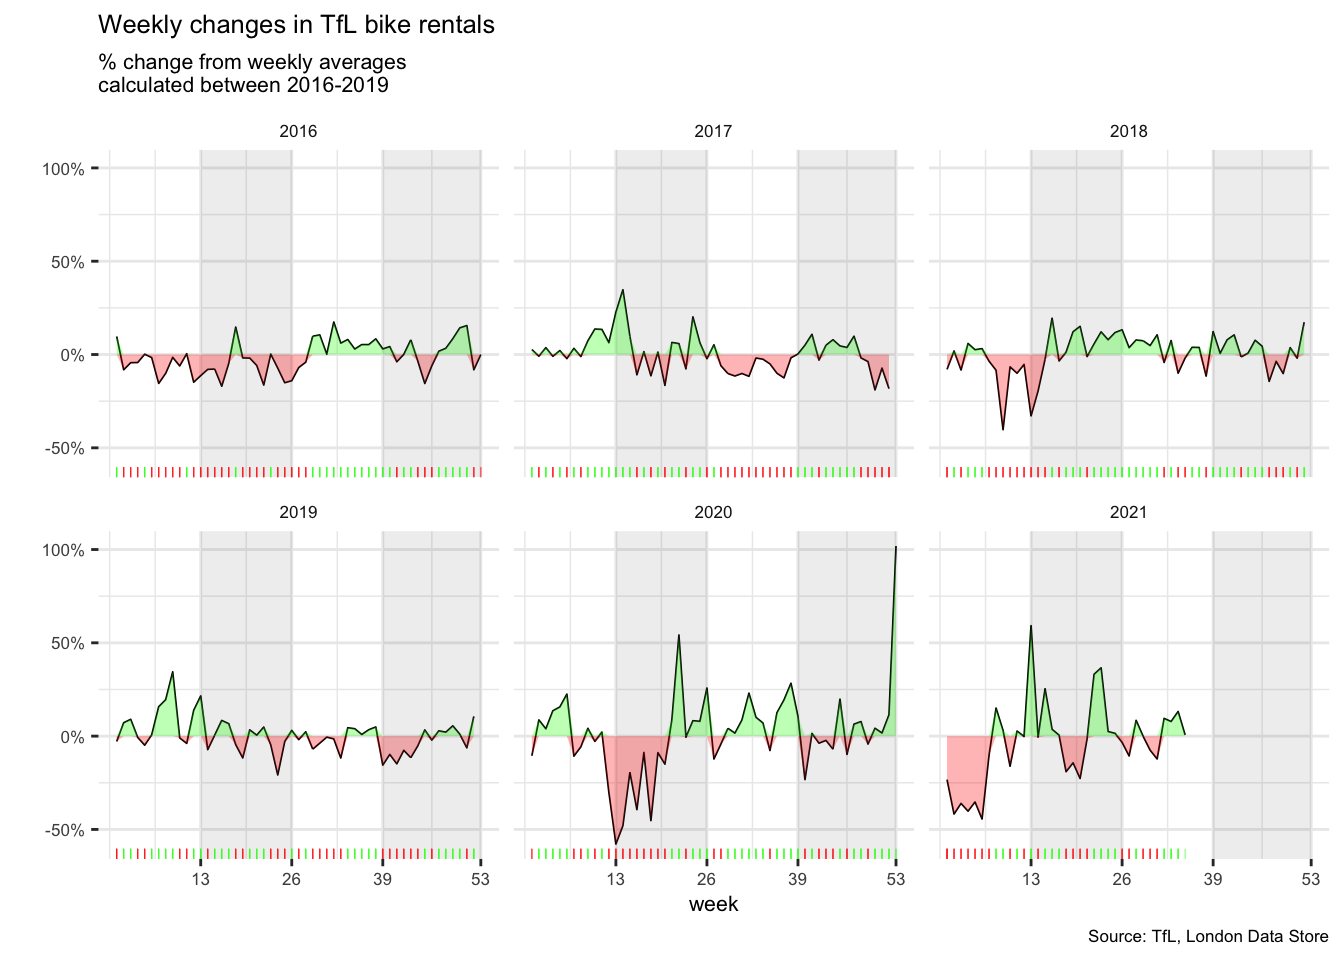 Weekly changes in TfL bike rentals
% change from weekly averages
calculated between 2016-2019
2016 2017 2018
100%
50%
0%
-50%
2019 2020 2021
100%
50%
0%
-50%
13 26 39 53 13 26 39 53 13 26 39 53
week
Source: TfL, London Data Store